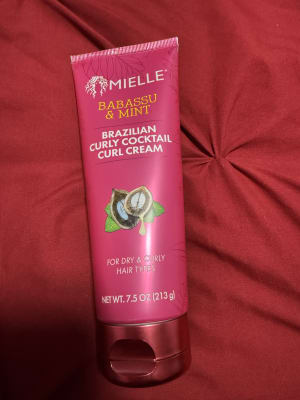 MIELLE
BABASSU
& MINT
BRAZILIAN
CURLY COCKTAIL
CURL CREAM
FOR DRY & CURLY
HAIR TYPES
NET WT. 7.5 OZ (213 g)